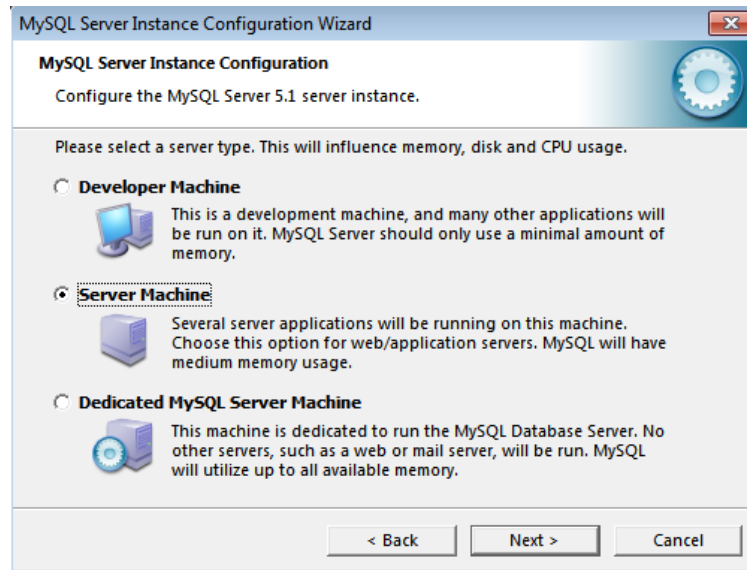 MySQL Server Instance Configuration Wizard
MySQL Server Instance Configuration
Configure the MySQL Server 5.1 server instance.
Please select a server type. This will influence memory, disk and CPU usage.
Developer Machine
This is a development machine, and many other applications will
be run on it. MySQL Server should only use a minimal amount of
memory.
Server Machine
Several server applications will be running on this machine.
Choose this option for web/application servers. MySQL will have
medium memory usage.
Dedicated MySQL Server Machine
This machine is dedicated to run the MySQL Database Server. No
other servers, such as a web or mail server, will be run. MySQL
will utilize up to all available memory.
< Back Next > Cancel